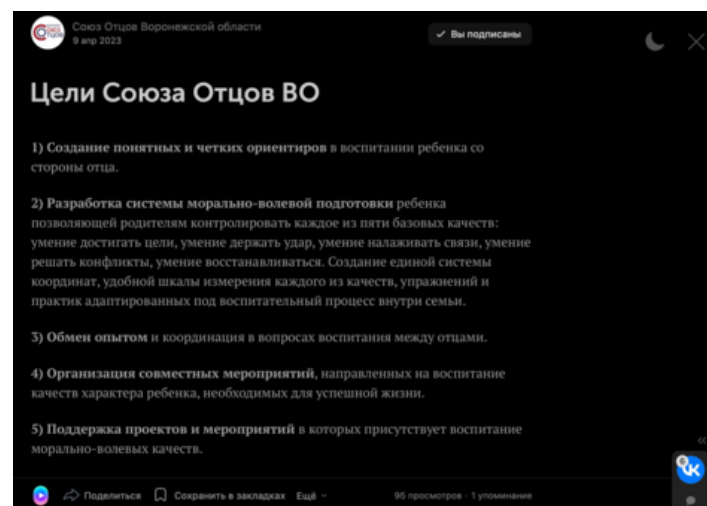 Союз Отцов Воронежской области
9 апр 2023
Вы подписаны
Цели Союза Отцов ВО
1) Создание понятных и четких ориентиров в воспитании ребенка со
стороны отца.
2) Разработка системы морально-волевой подготовки ребенка
позволяющей родителям контролировать каждое из пяти базовых качеств:
умение достигать цели, умение держать удар, умение налаживать связи, умение
решать конфликты, умение восстанавливаться. Создание единой системы
координат, удобной шкалы измерения каждого из качеств, упражнений и
практик адаптированных под воспитательный процесс внутри семьи.
3) Обмен опытом и координация в вопросах воспитания между отцами.
4) Организация совместных мероприятий, направленных на воспитание
качеств характера ребенка, необходимых для успешной жизни.
5) Поддержка проектов и мероприятий в которых присутствует воспитание
морально-волевых качеств.
Поделиться Сохранить в закладках Ещё 95 просмотров · 1 упоминание